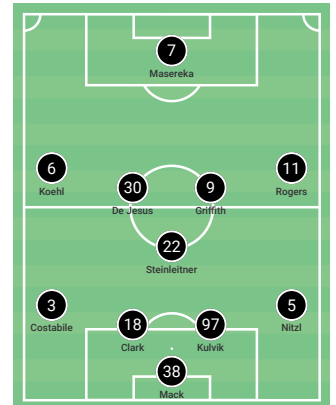 7
Masereka
6
Koehl
30
De Jesus
9
Griffith
11
Rogers
22
Steinleitner
3
Costabile
18
Clark
97
Kulvik
5
Nitzl
38
Mack